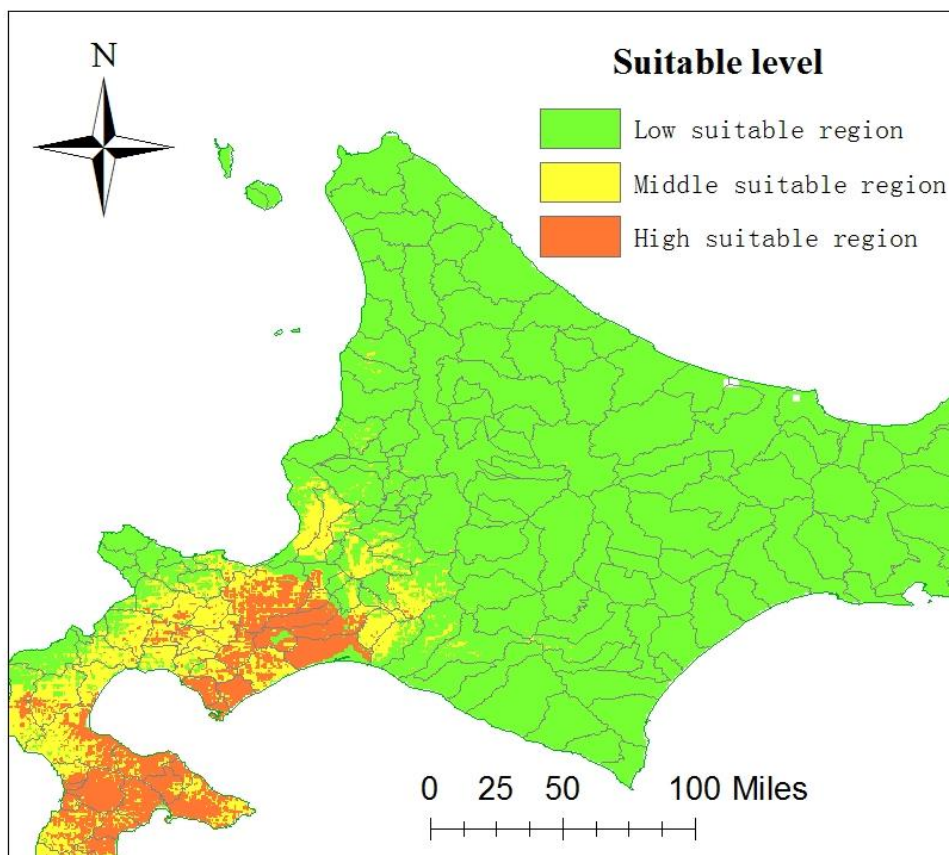 N
Suitable level
Low suitable region
Middle suitable region
High suitable region
0 25 50 100 Miles